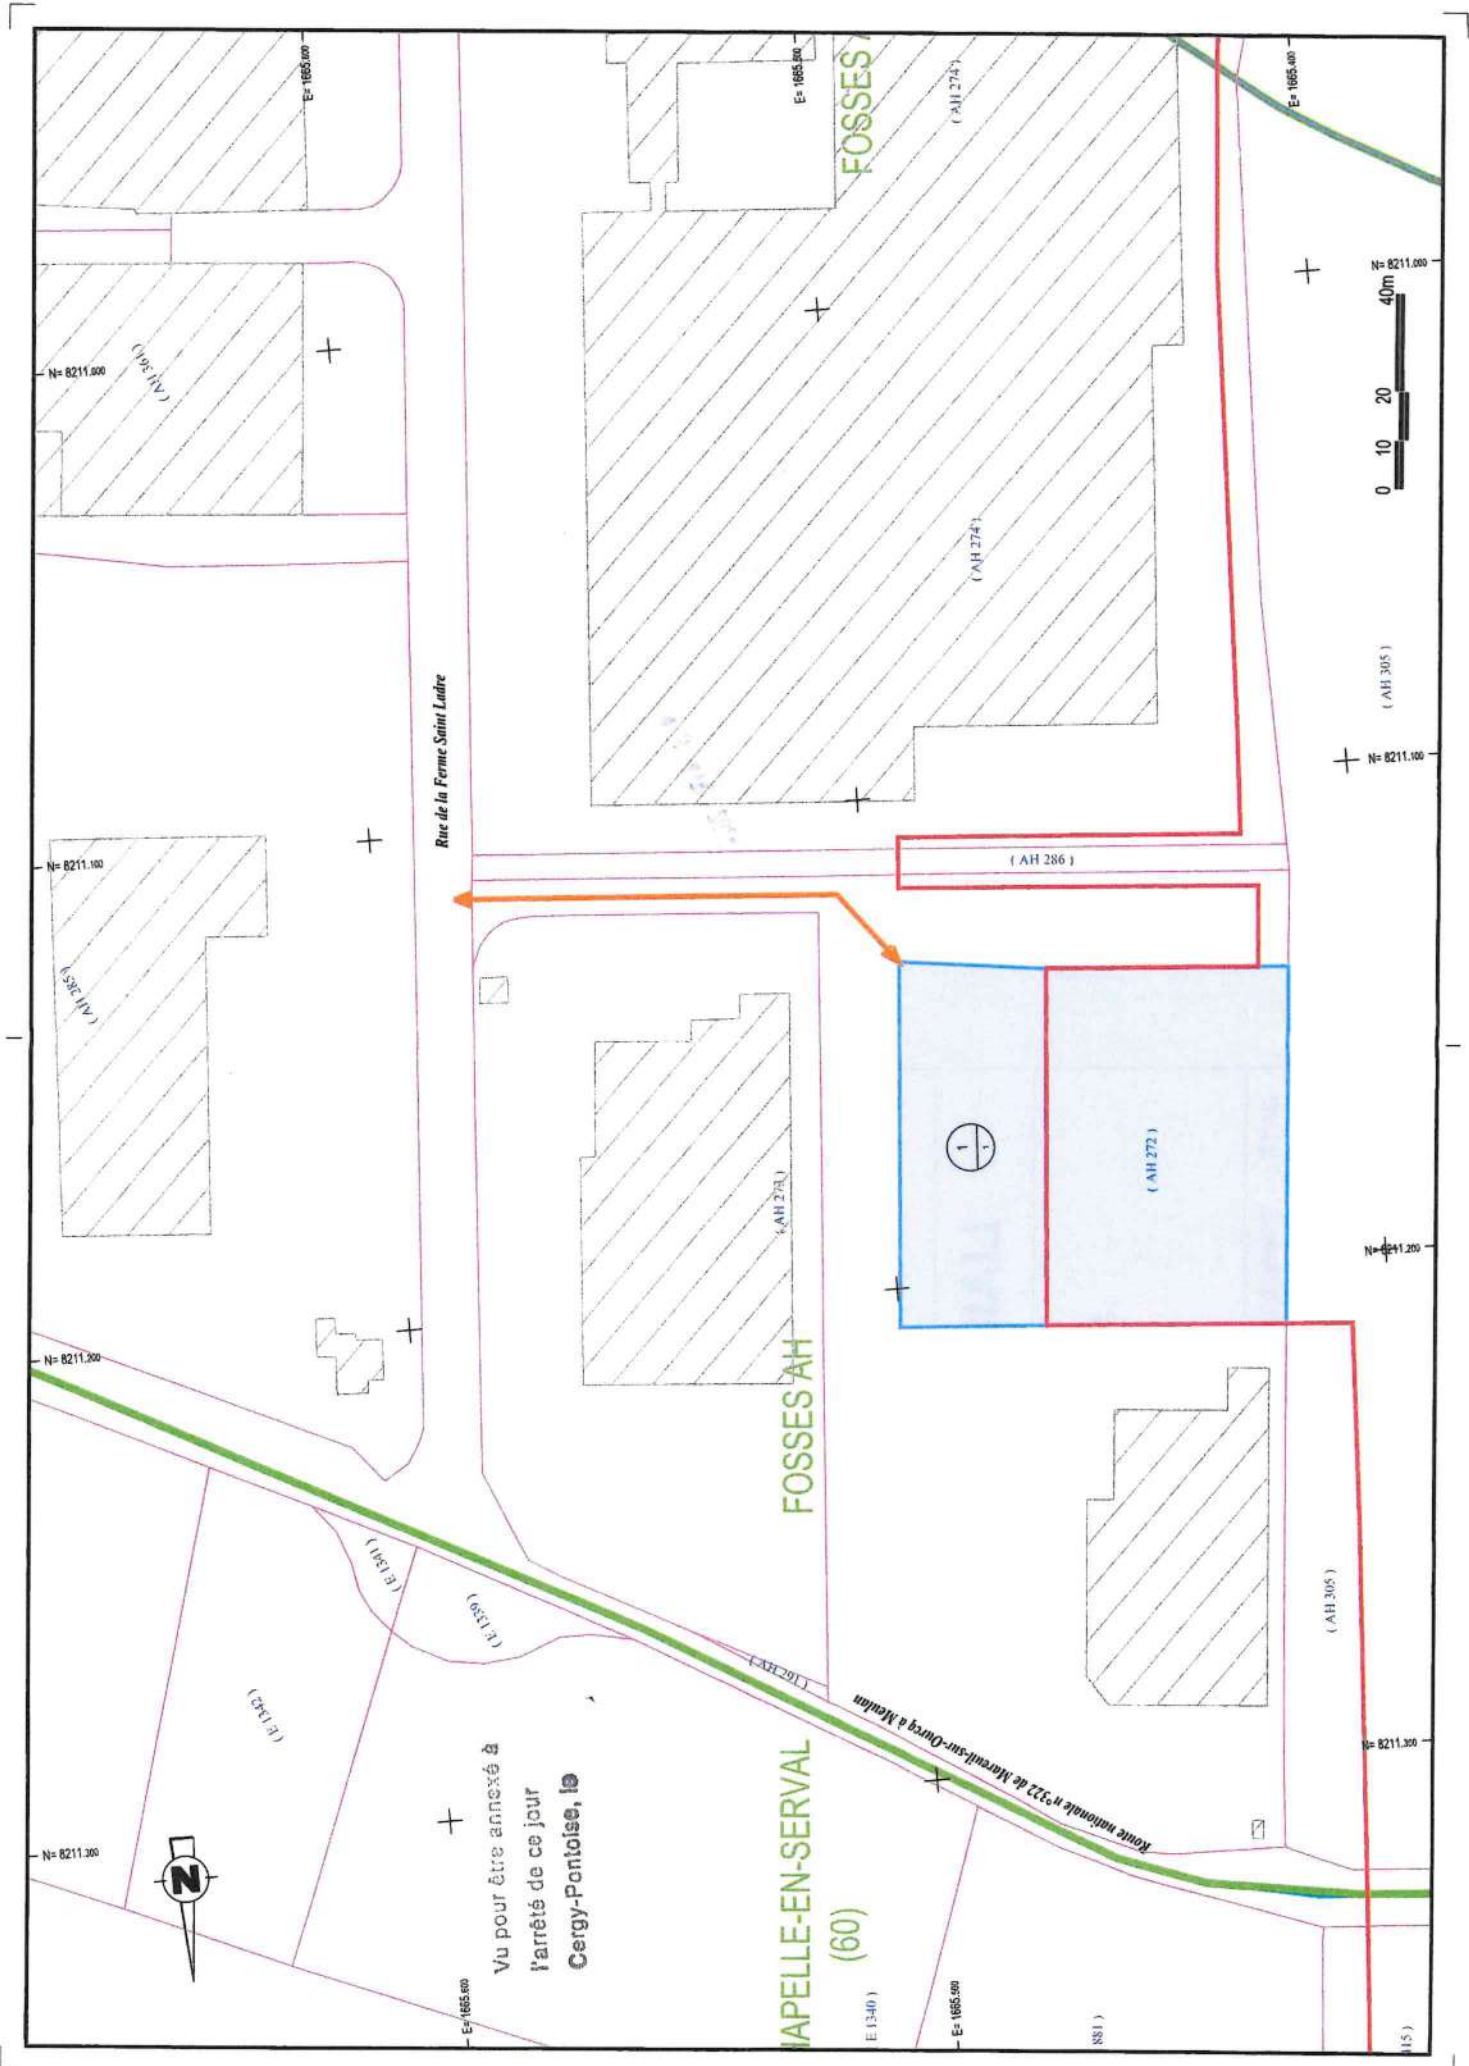 E= 1665.600
E= 1665.500
E= 1665.400
FOSSES A
( AH 274 )
( AH 361 )
N= 8211.000
N= 8211.000
0 10 20 40m
( AH 274 )
( AH 305 )
Rue de la Ferme Saint Ladre
N= 8211.100
N= 8211.100
( AH 286 )
( AH 285 )
1
( AH 272 )
( AH 273 )
N= 8211.200
N= 8211.200
FOSSES AH
( E 1341 )
( E 1339 )
( E 1342 )
( AH 291 )
( AH 305 )
Route nationale n°322 de Mareuil-sur-Ourcq à Meulan
N= 8211.300
N= 8211.300
N
Vu pour être annexé à
l'arrêté de ce jour
Cergy-Pontoise, le
HAPELLE-EN-SERVAL
(60)
E= 1665.600
E= 1665.500
E 1340 )
881 )
415 )